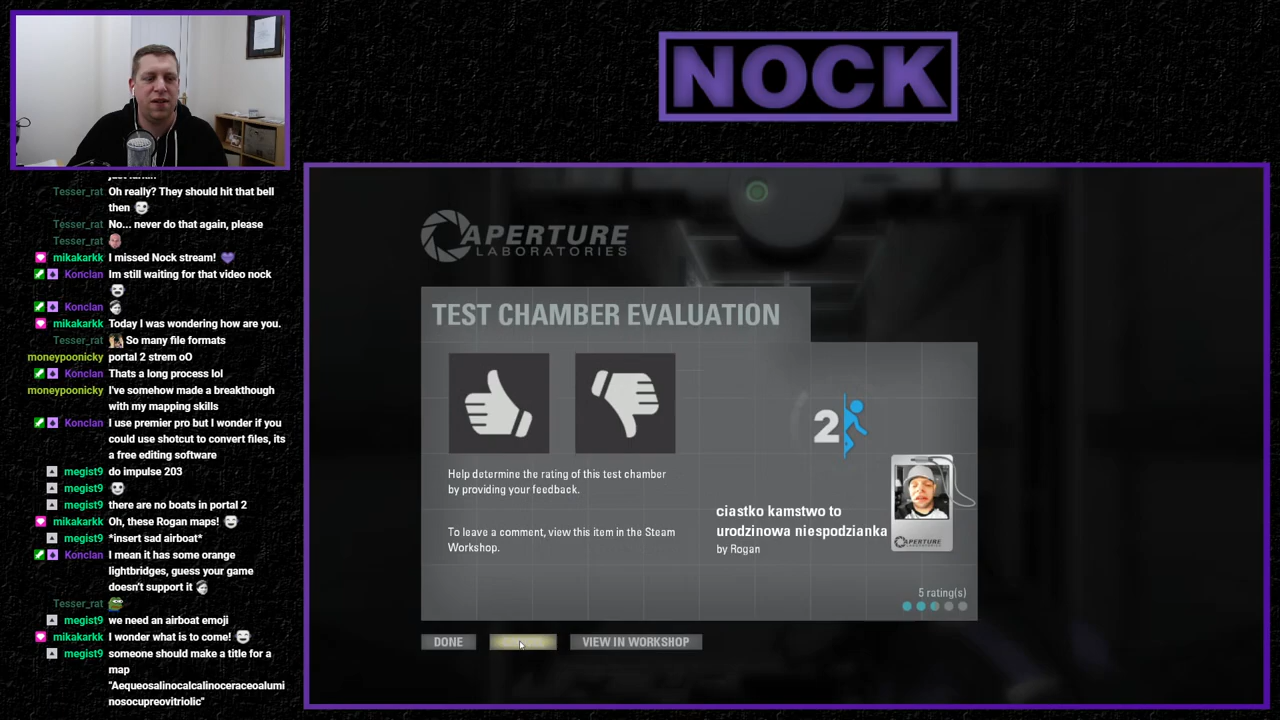 NOCK
just lurkin
Tesser_rat Oh really? They should hit that bell
then
Tesser_rat No... never do that again, please
Tesser_rat
mikakarkk I missed Nock stream!
Konclan Im still waiting for that video nock
Konclan
mikakarkk Today I was wondering how are you.
Tesser_rat So many file formats
moneypoonicky portal 2 strem oO
Konclan Thats a long process lol
moneypoonicky I've somehow made a breakthrough
with my mapping skills
Konclan I use premier pro but I wonder if you
could use shotcut to convert files, its
a free editing software
megist9 do impulse 203
megist9
megist9 there are no boats in portal 2
mikakarkk Oh, these Rogan maps!
megist9 *insert sad airboat*
Konclan I mean it has some orange
lightbridges, guess your game
doesn't support it
Tesser_rat
megist9 we need an airboat emoji
mikakarkk I wonder what is to come!
megist9 someone should make a title for a
map
"Aequeosalinocalcalinoceraceoalumi
nosocupreovitriolic"
APERTURE
LABORATORIES
TEST CHAMBER EVALUATION
Help determine the rating of this test chamber
by providing your feedback.
To leave a comment, view this item in the Steam
Workshop.
2
ciastko kamstwo to
urodzinowa niespodzianka
by Rogan
APERTURE
5 rating(s)
DONE
VIEW IN WORKSHOP